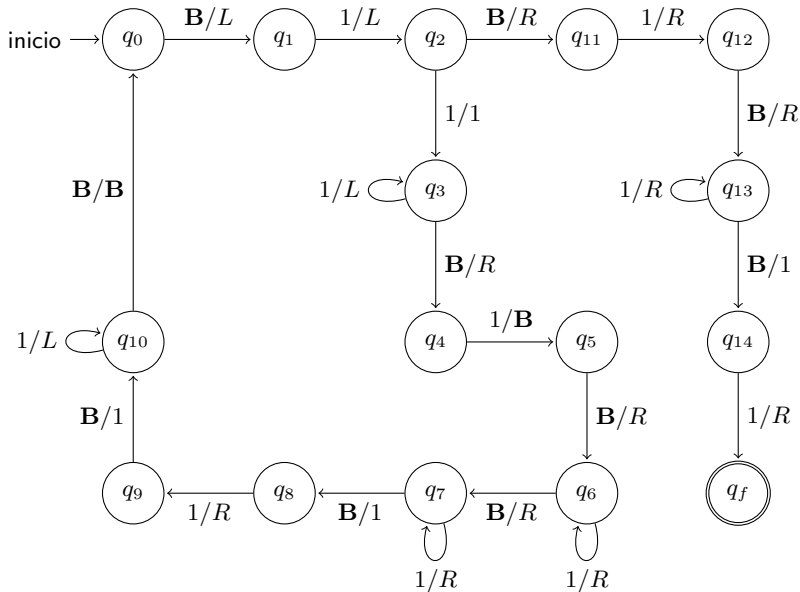 B/L 1/L B/R 1/R
inicio q0 q1 q2 q11 q12
1/1 B/R
1/L q3 1/R q13
B/B B/R B/1
1/L q10 q4 1/B q5 q14
B/1 B/R 1/R
q9 1/R q8 B/1 q7 B/R q6 qf
1/R 1/R